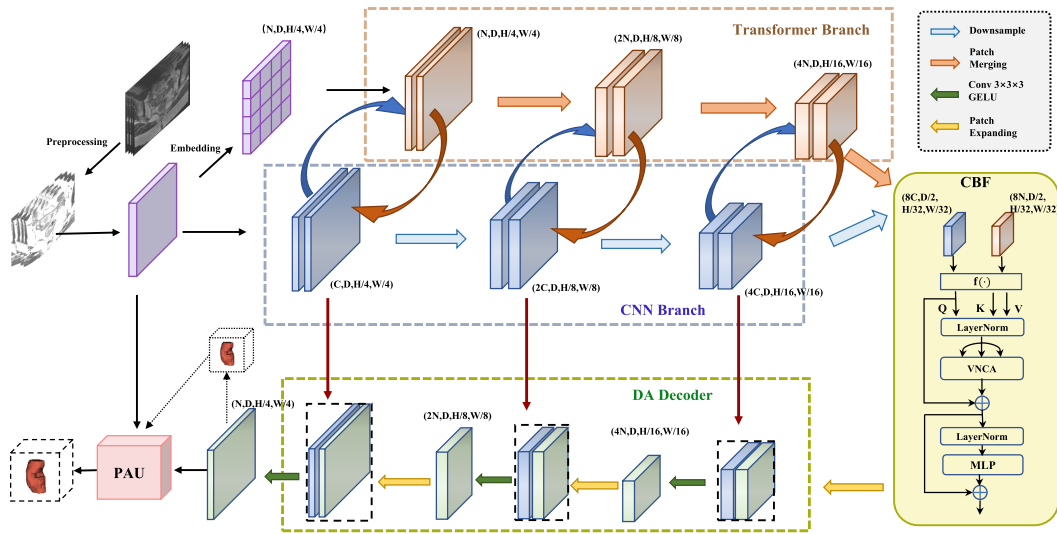 (N,D,H/4,W/4)
(N,D,H/4,W/4)
(2N,D,H/8,W/8)
Transformer Branch
(4N,D,H/16,W/16)
Downsample
Patch
Merging
Conv 3×3×3
GELU
Patch
Expanding
Preprocessing
Embedding
CBF
(8C,D/2,
H/32,W/32)
(8N,D/2,
H/32,W/32)
f(·)
Q
K
V
LayerNorm
VNCA
LayerNorm
MLP
(C,D,H/4,W/4)
(2C,D,H/8,W/8)
(4C,D,H/16,W/16)
CNN Branch
DA Decoder
(N,D,H/4,W/4)
(2N,D,H/8,W/8)
(4N,D,H/16,W/16)
PAU